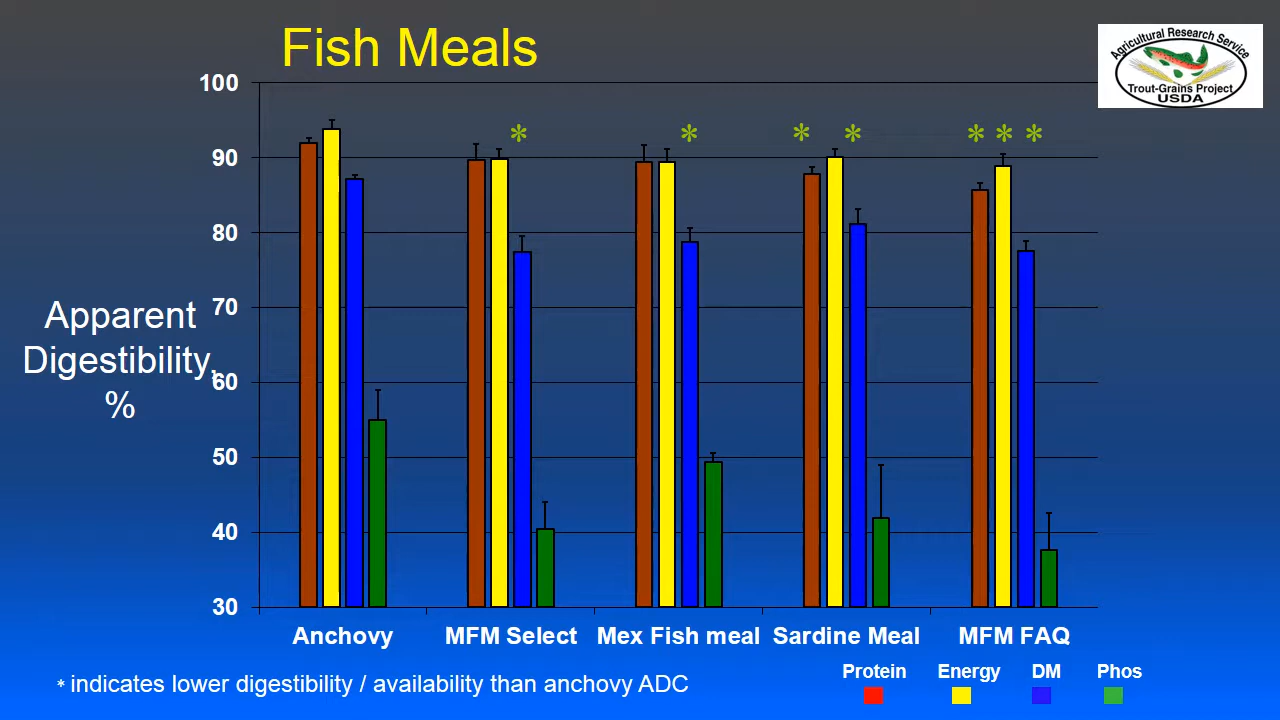 Fish Meals
Agricultural Research Service
Trout-Grains Project
USDA
100
90
80
70
60
50
40
30
Apparent
Digestibility,
%
* * * * * * *
Anchovy MFM Select Mex Fish meal Sardine Meal MFM FAQ
Protein Energy DM Phos
* indicates lower digestibility / availability than anchovy ADC